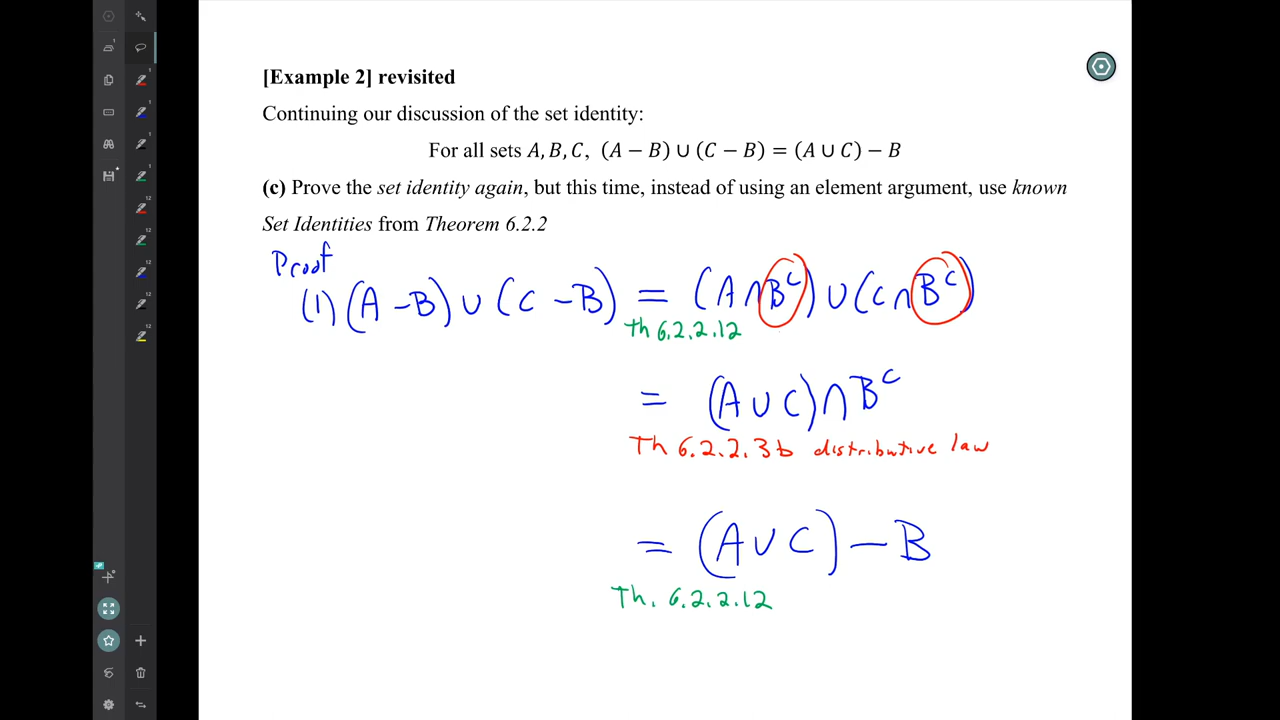 [Example 2] revisited
Continuing our discussion of the set identity:
For all sets A, B, C, (A − B) ∪ (C − B) = (A ∪ C) − B
(c) Prove the set identity again, but this time, instead of using an element argument, use known
Set Identities from Theorem 6.2.2
Proof
(1) (A − B) ∪ (C − B) = (A ∩ B^c) ∪ (C ∩ B^c)
Th 6.2.2.12
= (A ∪ C) ∩ B^c
Th 6.2.2.3b distributive law
= (A ∪ C) − B
Th. 6.2.2.12